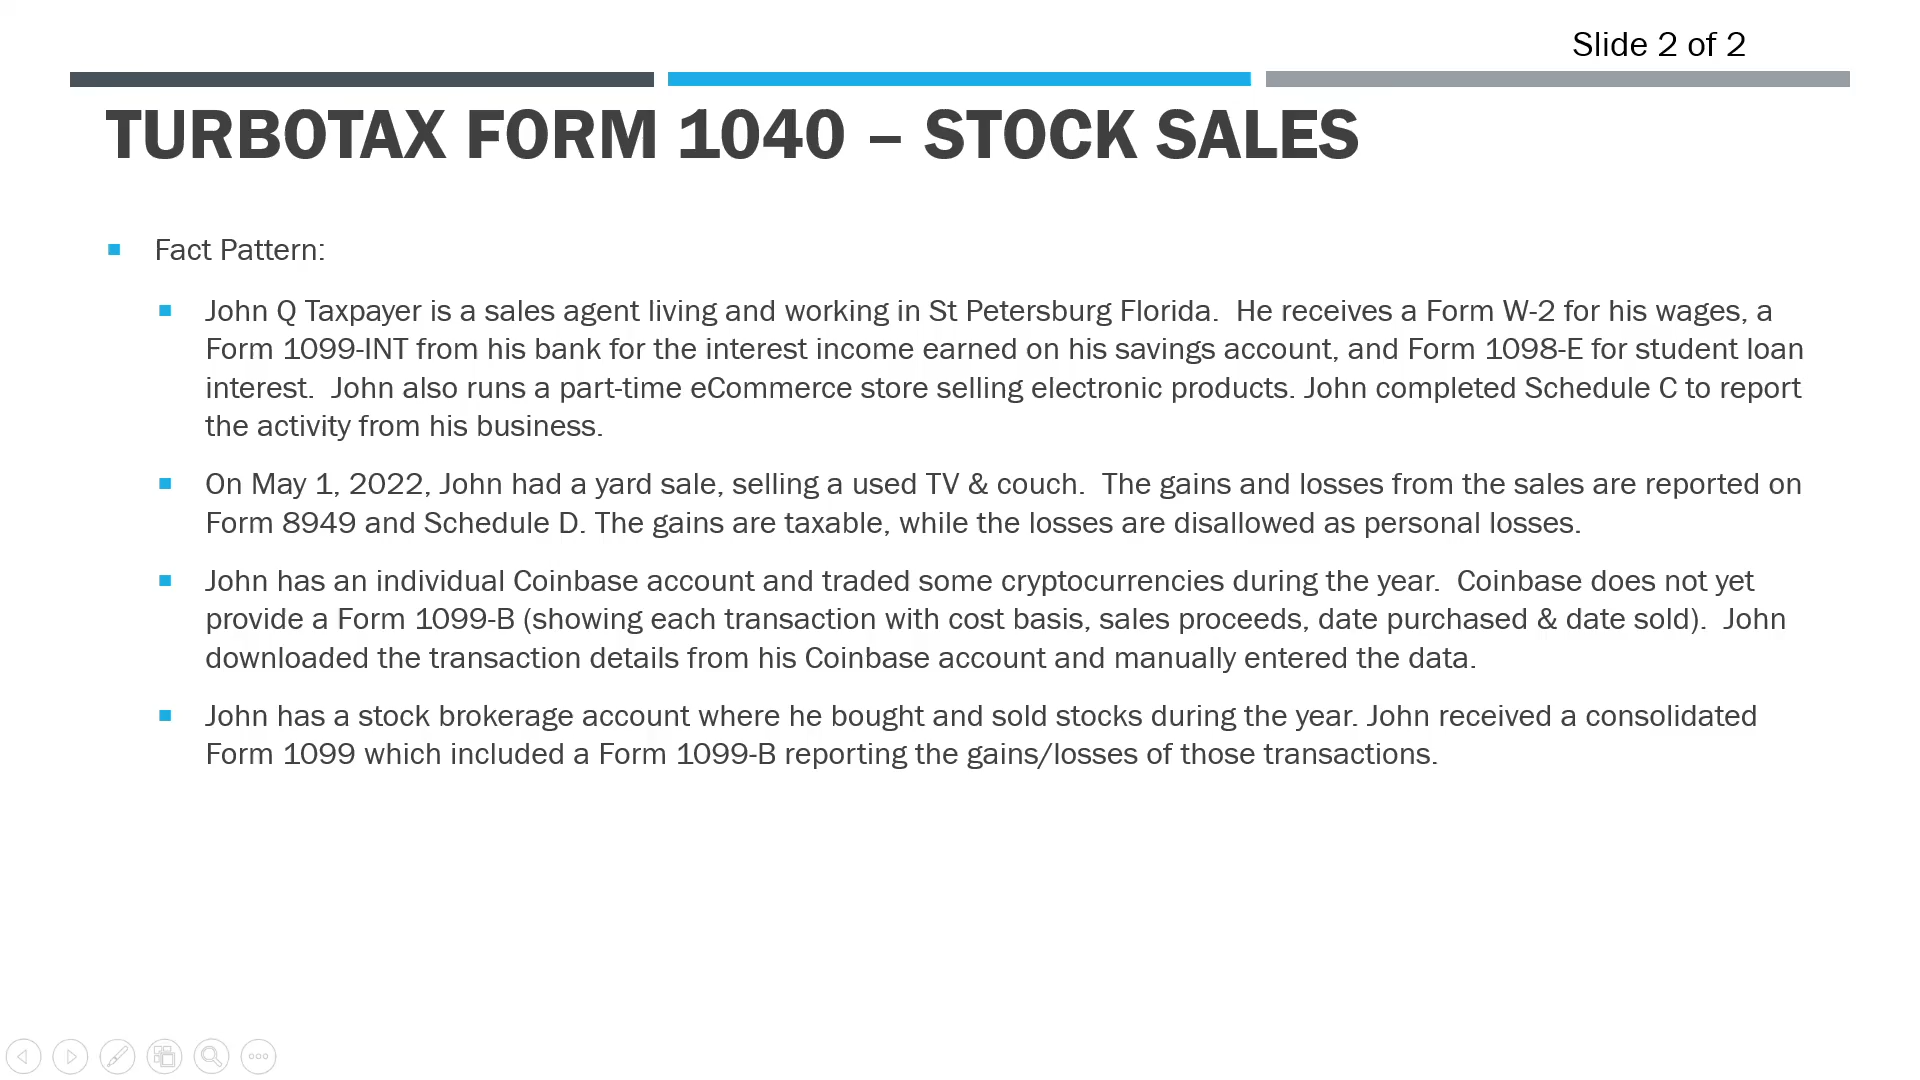 Slide 2 of 2
TURBOTAX FORM 1040 – STOCK SALES
Fact Pattern:
John Q Taxpayer is a sales agent living and working in St Petersburg Florida.  He receives a Form W-2 for his wages, a
Form 1099-INT from his bank for the interest income earned on his savings account, and Form 1098-E for student loan
interest.  John also runs a part-time eCommerce store selling electronic products. John completed Schedule C to report
the activity from his business.
On May 1, 2022, John had a yard sale, selling a used TV & couch.  The gains and losses from the sales are reported on
Form 8949 and Schedule D. The gains are taxable, while the losses are disallowed as personal losses.
John has an individual Coinbase account and traded some cryptocurrencies during the year.  Coinbase does not yet
provide a Form 1099-B (showing each transaction with cost basis, sales proceeds, date purchased & date sold).  John
downloaded the transaction details from his Coinbase account and manually entered the data.
John has a stock brokerage account where he bought and sold stocks during the year. John received a consolidated
Form 1099 which included a Form 1099-B reporting the gains/losses of those transactions.